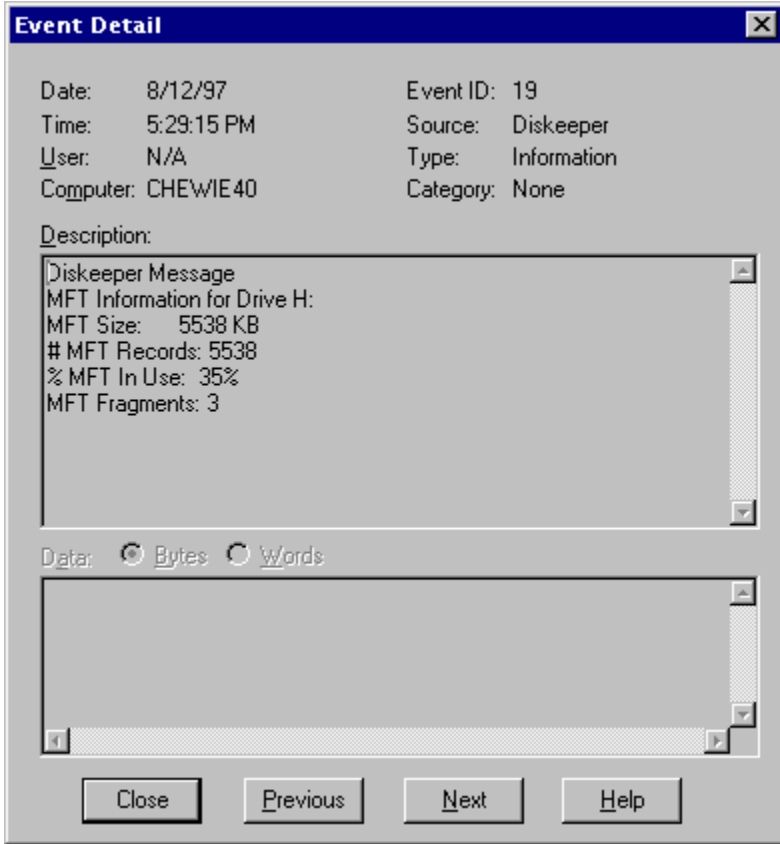 Event Detail
Date: 8/12/97 Event ID: 19
Time: 5:29:15 PM Source: Diskeeper
User: N/A Type: Information
Computer: CHEWIE40 Category: None
Description:
Diskeeper Message
MFT Information for Drive H:
MFT Size: 5538 KB
# MFT Records: 5538
% MFT In Use: 35%
MFT Fragments: 3
Data: Bytes Words
Close Previous Next Help